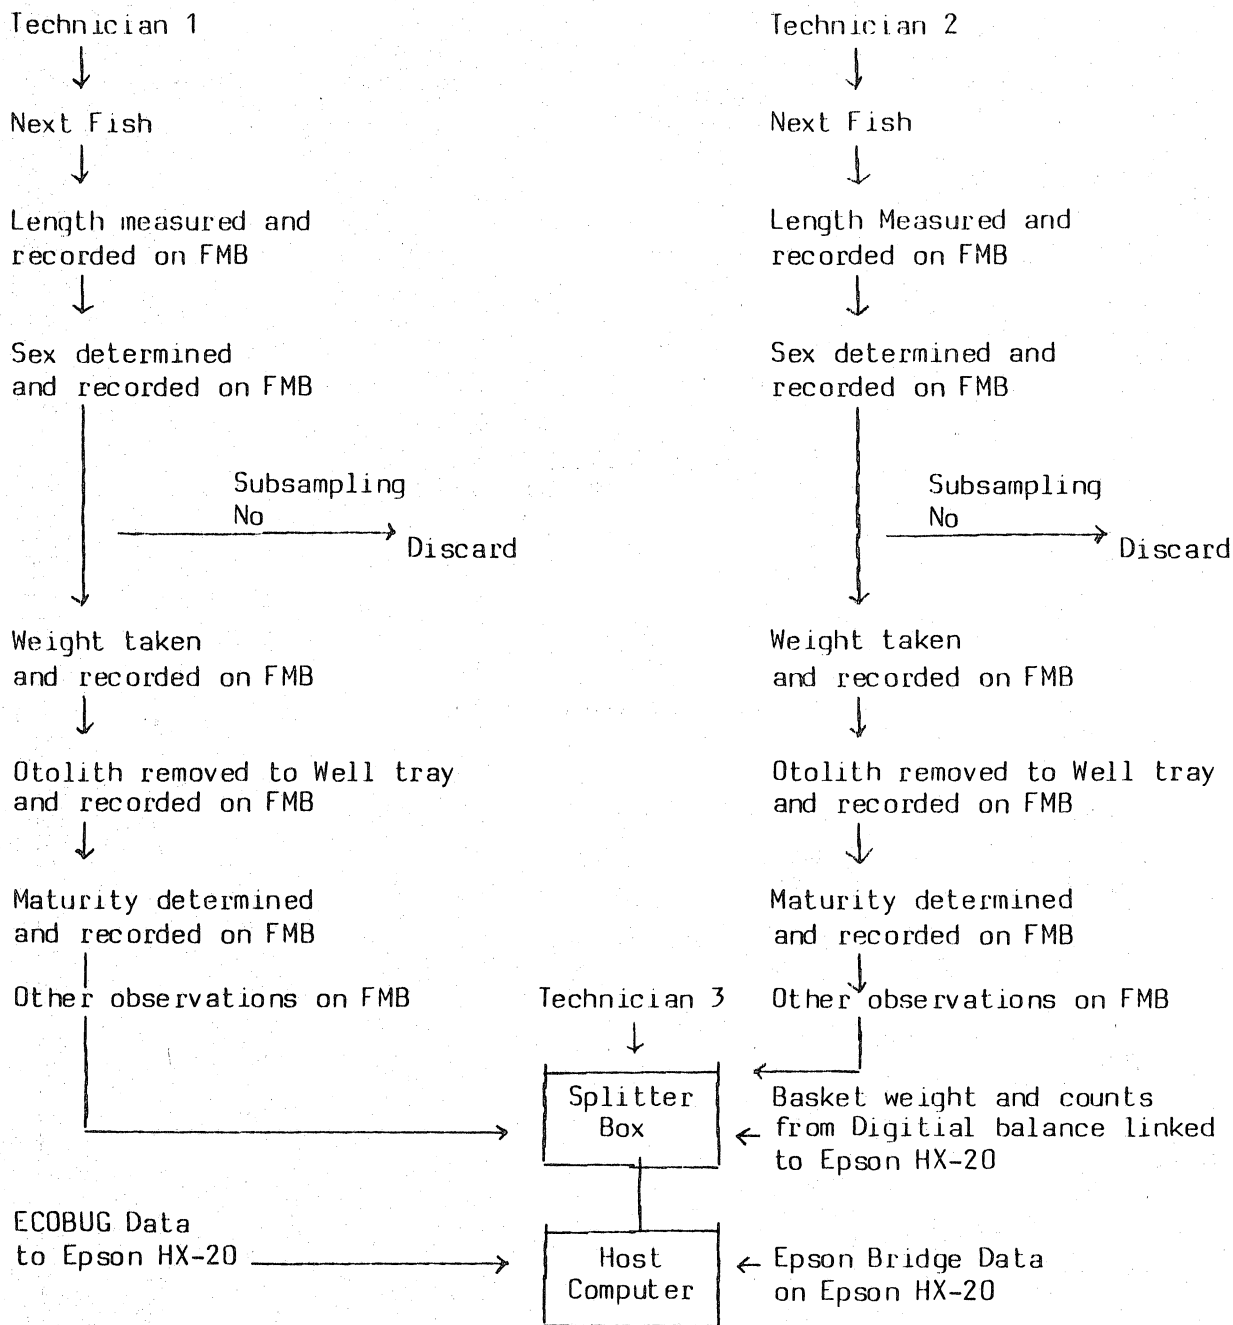 Technician 1
Next Fish
Length measured and
recorded on FMB
Sex determined
and recorded on FMB
Subsampling
No
Discard
Weight taken
and recorded on FMB
Otolith removed to Well tray
and recorded on FMB
Maturity determined
and recorded on FMB
Other observations on FMB
Technician 2
Next Fish
Length Measured and
recorded on FMB
Sex determined and
recorded on FMB
Subsampling
No
Discard
Weight taken
and recorded on FMB
Otolith removed to Well tray
and recorded on FMB
Maturity determined
and recorded on FMB
Other observations on FMB
Technician 3
Splitter
Box
Basket weight and counts
from Digitial balance linked
to Epson HX-20
ECOBUG Data
to Epson HX-20
Host
Computer
Epson Bridge Data
on Epson HX-20